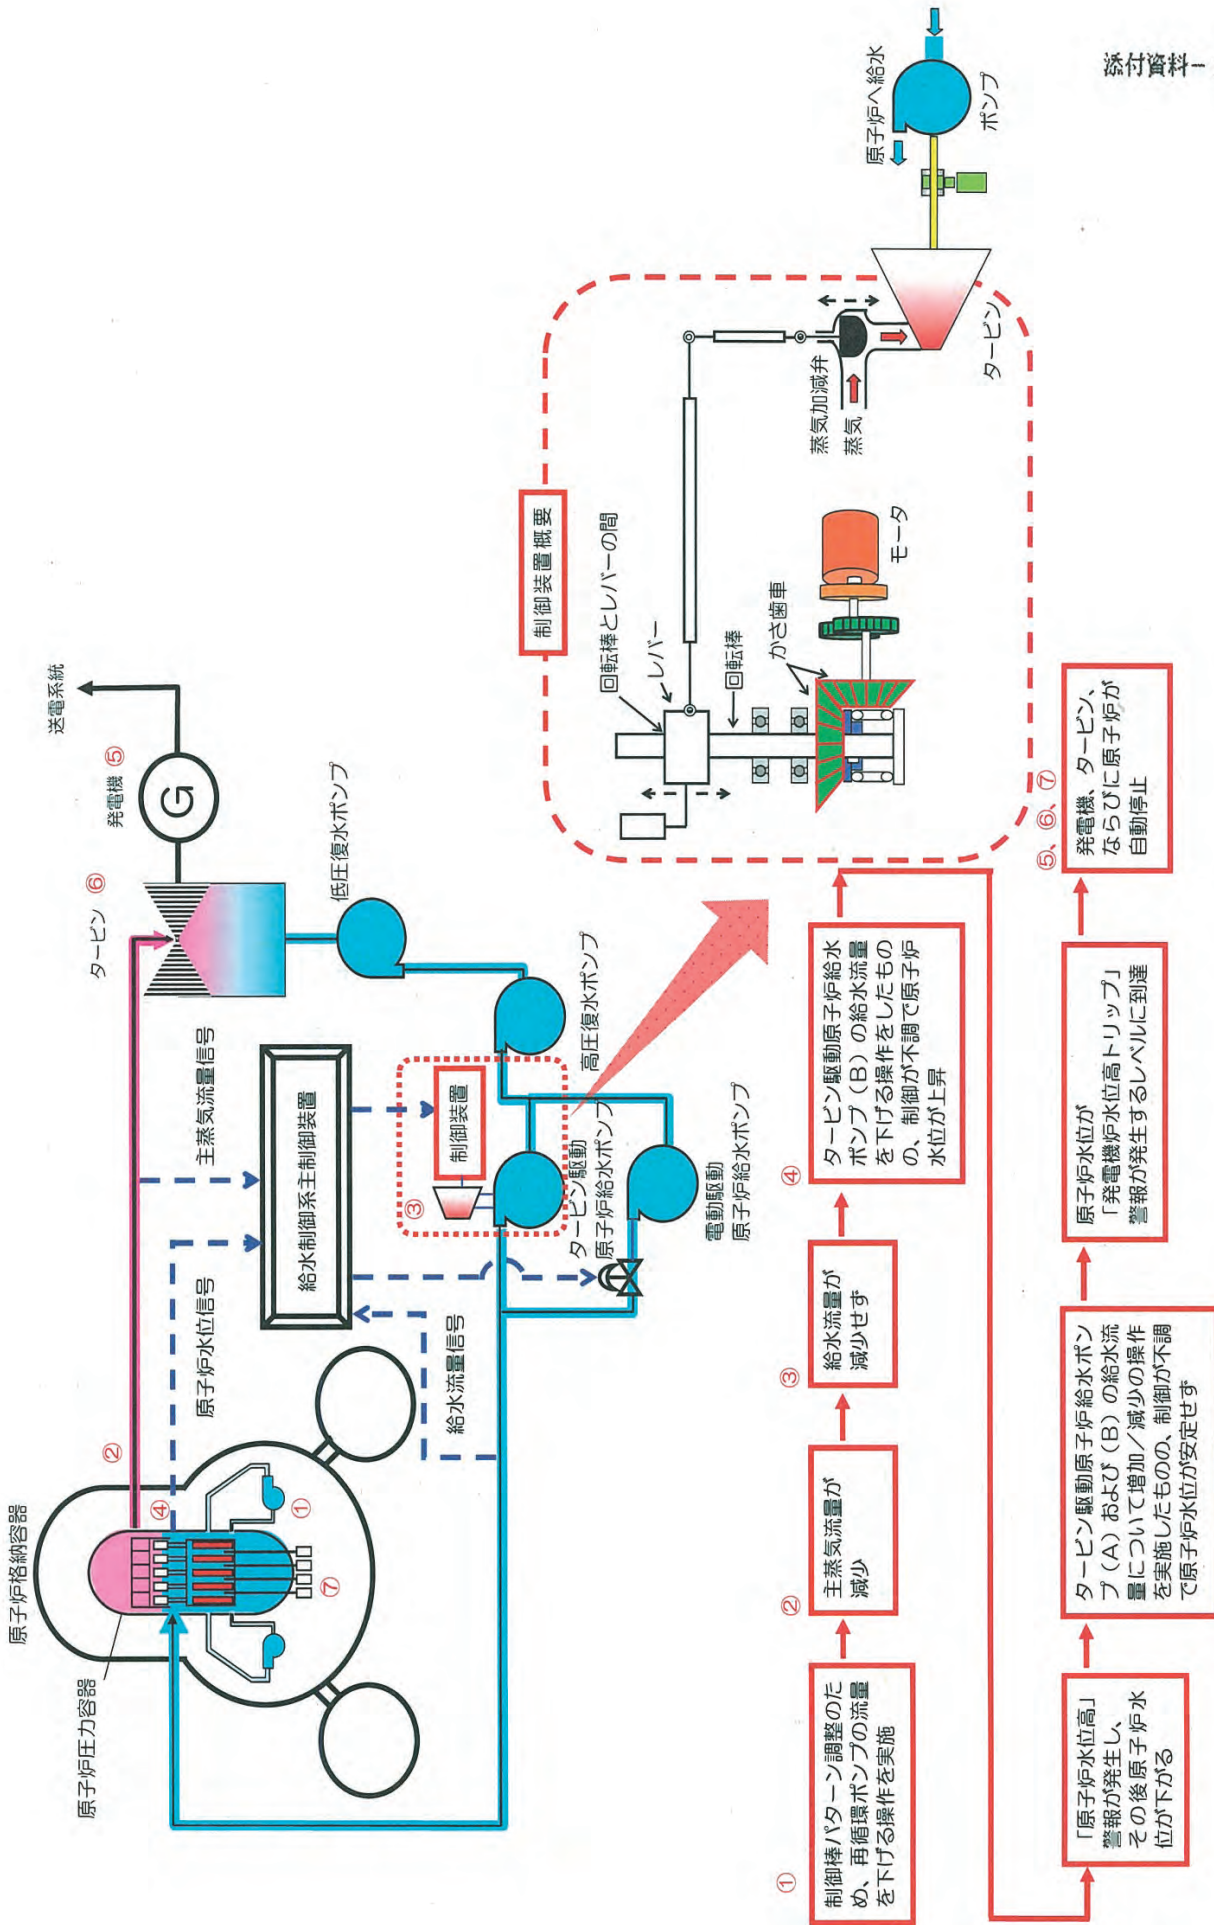 添付資料－
原子炉格納容器
原子炉圧力容器
②
④
①
⑦
原子炉水位信号
主蒸気流量信号
給水流量信号
給水制御系主制御装置
タービン ⑥
発電機 ⑤
G
送電系統
低圧復水ポンプ
高圧復水ポンプ
制御装置
③
タービン駆動
原子炉給水ポンプ
電動駆動
原子炉給水ポンプ
制御装置概要
回転棒とレバーの間
レバー
回転棒
かさ歯車
モータ
蒸気加減弁
蒸気
タービン
原子炉へ給水
ポンプ
①
制御棒パターン調整のた
め、再循環ポンプの流量
を下げる操作を実施
②
主蒸気流量が
減少
③
給水流量が
減少せず
④
タービン駆動原子炉給水
ポンプ（B）の給水流量
を下げる操作をしたもの
の、制御が不調で原子炉
水位が上昇
「原子炉水位高」
警報が発生し、
その後原子炉水
位が下がる
タービン駆動原子炉給水ポン
プ（A）および（B）の給水流
量について増加／減少の操作
を実施したものの、制御が不調
で原子炉水位が安定せず
原子炉水位が
「発電機炉水位高トリップ」
警報が発生するレベルに到達
⑤、⑥、⑦
発電機、タービン、
ならびに原子炉が
自動停止